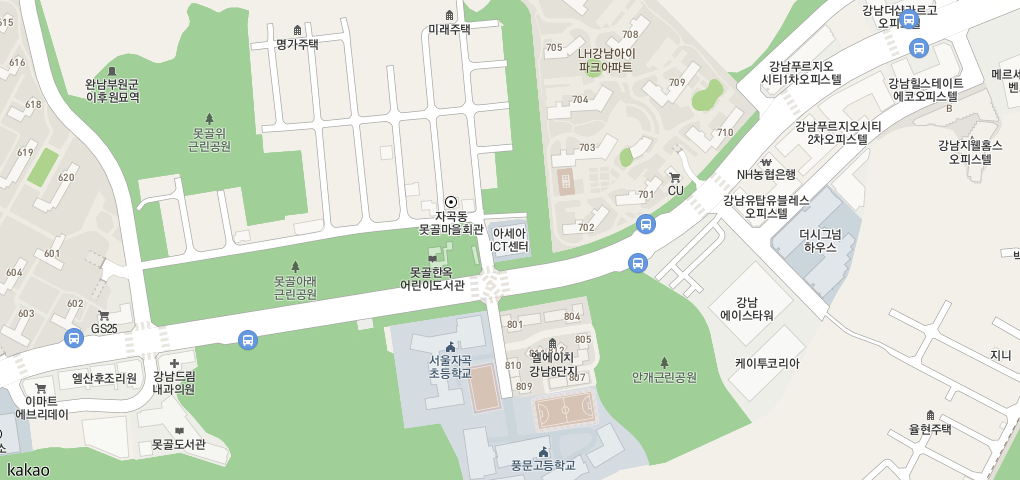 강남더샵라르고
오피스텔
615
616
618
619
620
미래주택
명가주택
705
708
LH강남아이
파크아파트
709
704
710
703
701
702
강남푸르지오
시티1차오피스텔
메르세
벤
강남힐스테이트
에코오피스텔
B
완남부원군
이후원묘역
못골위
근린공원
강남푸르지오시티
2차오피스텔
강남지웰홈스
오피스텔
NH농협은행
CU
강남유탑유블레스
오피스텔
자곡동
못골마을회관
아세아
ICT센터
더시그넘
하우스
604
601
602
603
못골아래
근린공원
못골한옥
어린이도서관
GS25
강남
에이스타워
801
804
805
810
809
엘에이치
강남8단지
서울자곡
초등학교
케이투코리아
지니
안개근린공원
엘산후조리원
강남드림
내과의원
이마트
에브리데이
소
못골도서관
율현주택
풍문고등학교
kakao